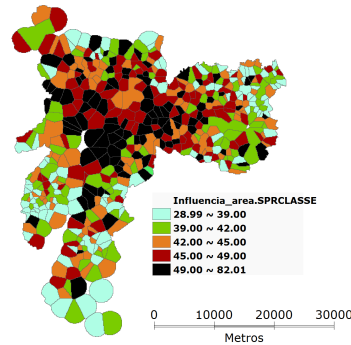 Influencia_area.SPRCLASSE
28.99 ~ 39.00
39.00 ~ 42.00
42.00 ~ 45.00
45.00 ~ 49.00
49.00 ~ 82.01
0 10000 20000 30000
Metros